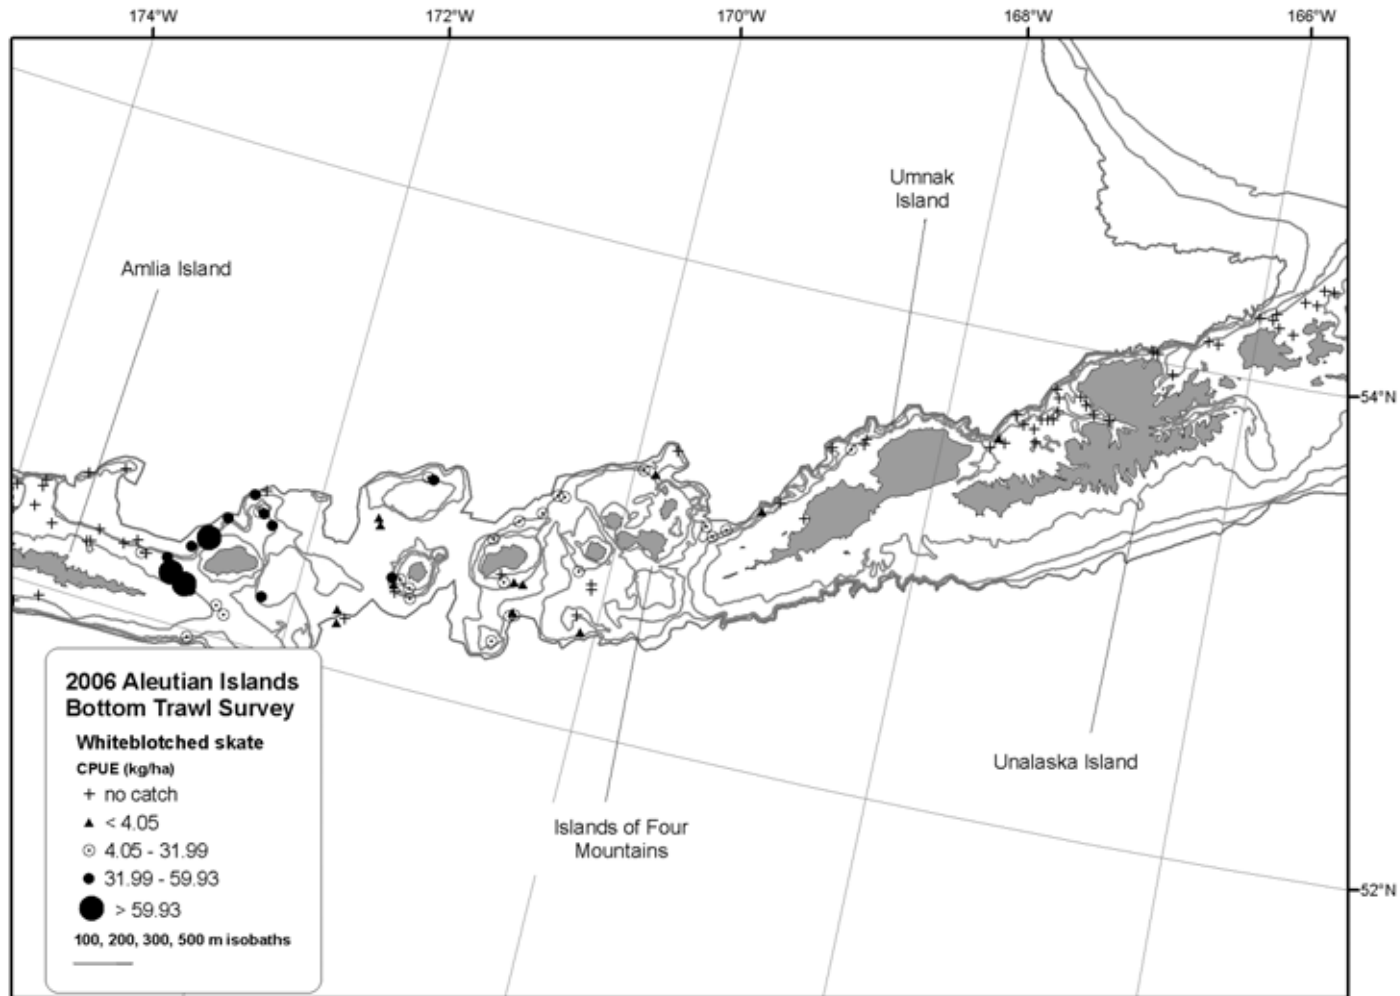 174°W
172°W
170°W
168°W
166°W
Umnak
Island
Amlia Island
54°N
Unalaska Island
Islands of Four
Mountains
52°N
2006 Aleutian Islands
Bottom Trawl Survey
Whiteblotched skate
CPUE (kg/ha)
+ no catch
▲ < 4.05
⊙ 4.05 - 31.99
● 31.99 - 59.93
● > 59.93
100, 200, 300, 500 m isobaths